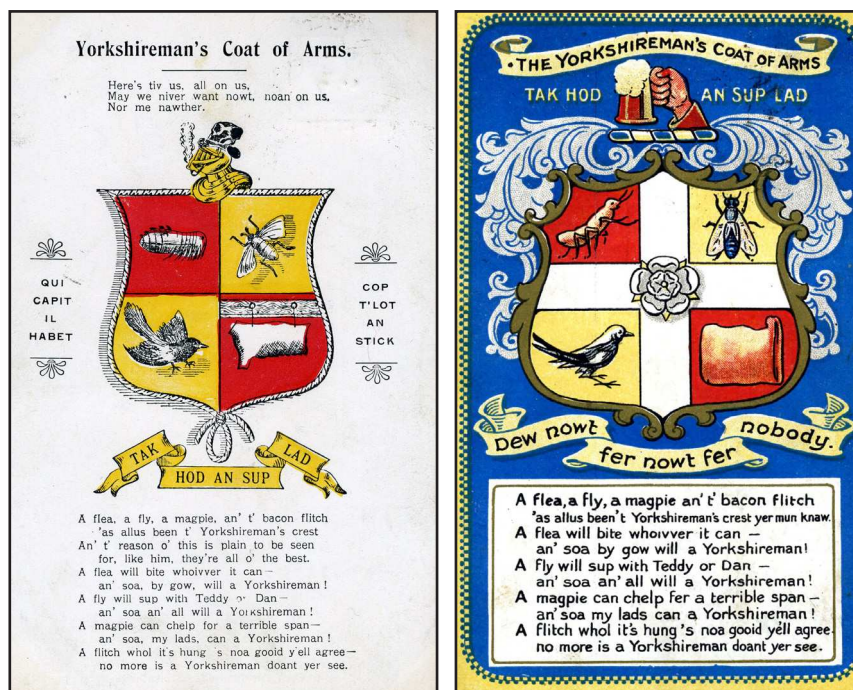 Yorkshireman's Coat of Arms.
Here's tiv us, all on us,
May we niver want nowt, noan on us,
Nor me nawther.
QUI
CAPIT
IL
HABET
COP
T'LOT
AN
STICK
TAK
HOD AN SUP
LAD
A flea, a fly, a magpie, an' t' bacon flitch
'as allus been t' Yorkshireman's crest
An' t' reason o' this is plain to be seen
for, like him, they're all o' the best.
A flea will bite whoivver it can—
an' soa, by gow, will a Yorkshireman!
A fly will sup with Teddy or Dan—
an' soa an' all will a Yorkshireman!
A magpie can chelp for a terrible span—
an' soa, my lads, can a Yorkshireman!
A flitch whol it's hung 's noa gooid y'ell agree—
no more is a Yorkshireman doant yer see.
•THE YORKSHIREMAN'S COAT OF ARMS
TAK HOD AN SUP LAD
Dew nowt
fer nowt fer
nobody.
A flea, a fly, a magpie an' t' bacon flitch
'as allus been 't Yorkshireman's crest yer mun knaw.
A flea will bite whoivver it can —
an' soa by gow will a Yorkshireman!
A fly will sup with Teddy or Dan —
an' soa an' all will a Yorkshireman!
A magpie can chelp fer a terrible span —
an' soa my lads can a Yorkshireman!
A flitch whol it's hung 's noa gooid ye'll agree
no more is a Yorkshireman doant yer see.